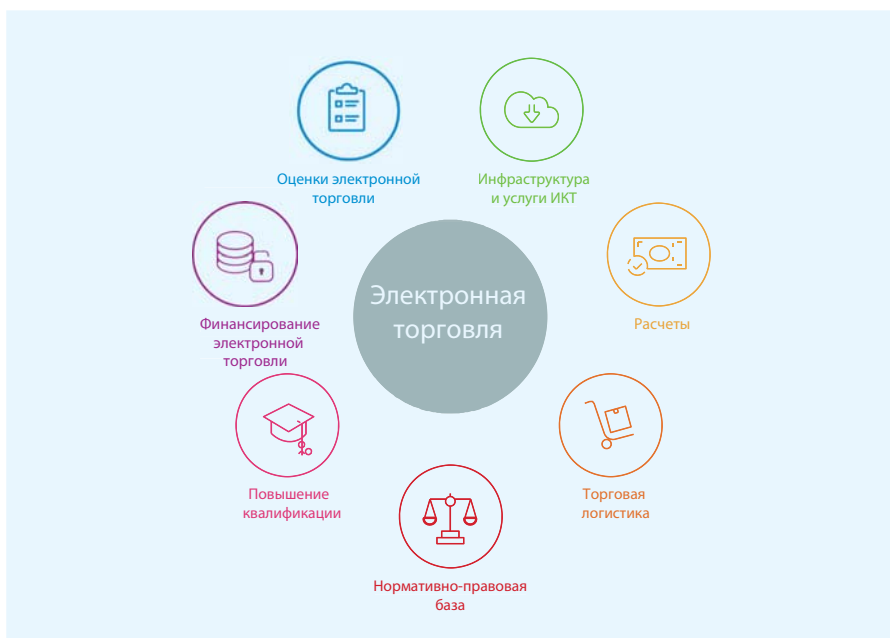 Оценки электронной
торговли
Инфраструктура
и услуги ИКТ
Финансирование
электронной
торговли
Электронная
торговля
Расчеты
Повышение
квалификации
Торговая
логистика
Нормативно-правовая
база